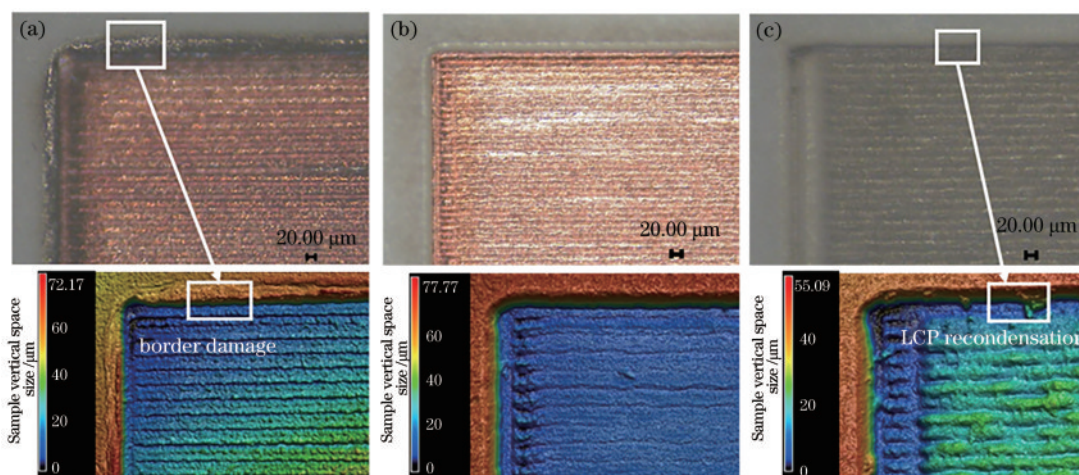 (a)
(b)
(c)
20.00 μm
20.00 μm
20.00 μm
Sample vertical space
size /μm
72.17
60
40
20
0
border damage
Sample vertical space
size /μm
77.77
60
40
20
0
Sample vertical space
size /μm
55.09
40
20
0
LCP recondensation